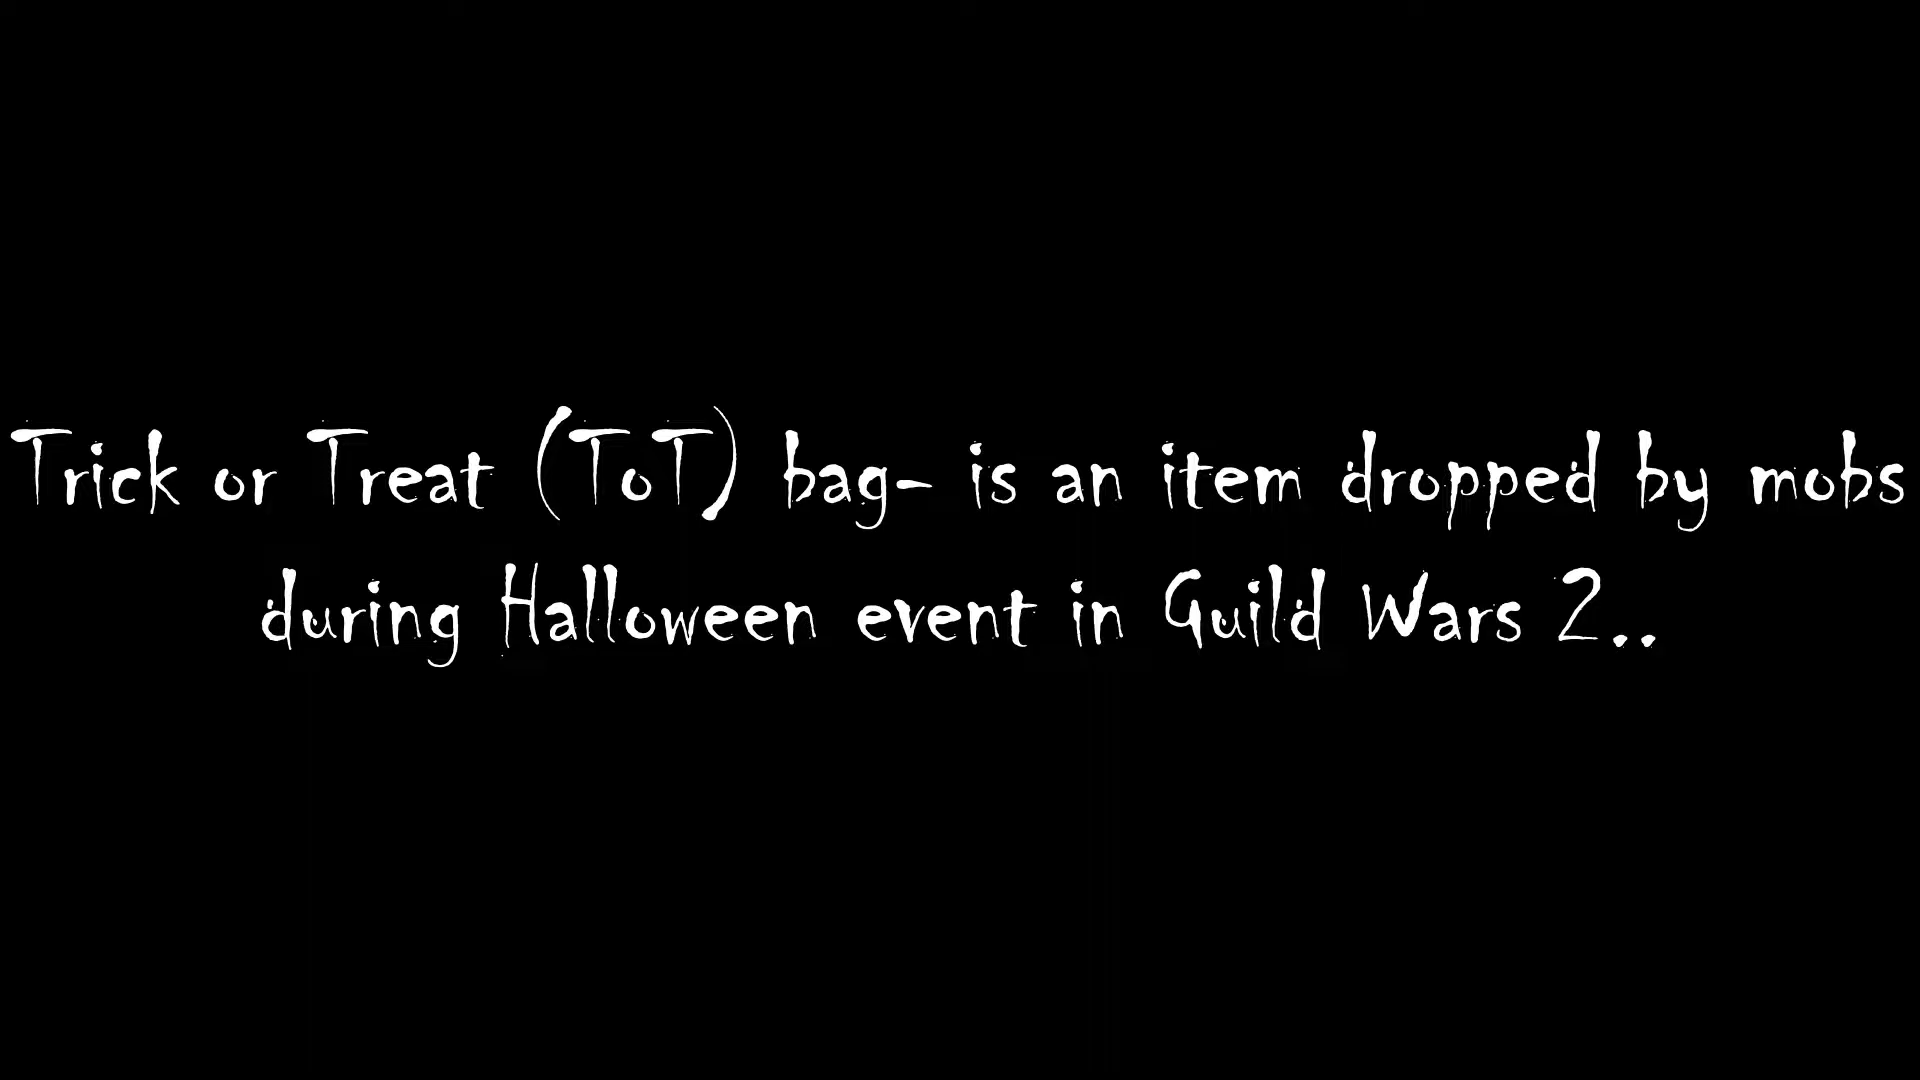 Trick or Treat (ToT) bag- is an item dropped by mobs
during Halloween event in Guild Wars 2..